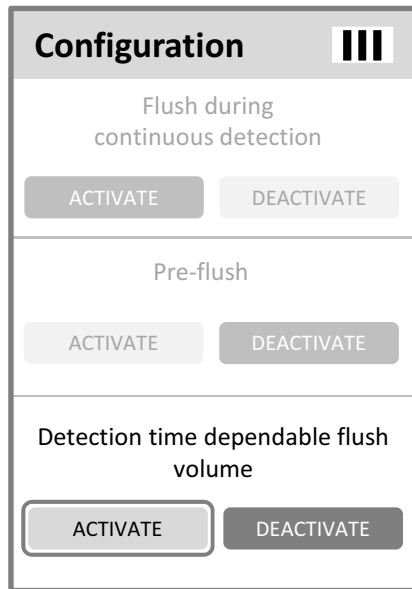 Configuration
Flush during
continuous detection
ACTIVATE DEACTIVATE
Pre-flush
ACTIVATE DEACTIVATE
Detection time dependable flush
volume
ACTIVATE DEACTIVATE